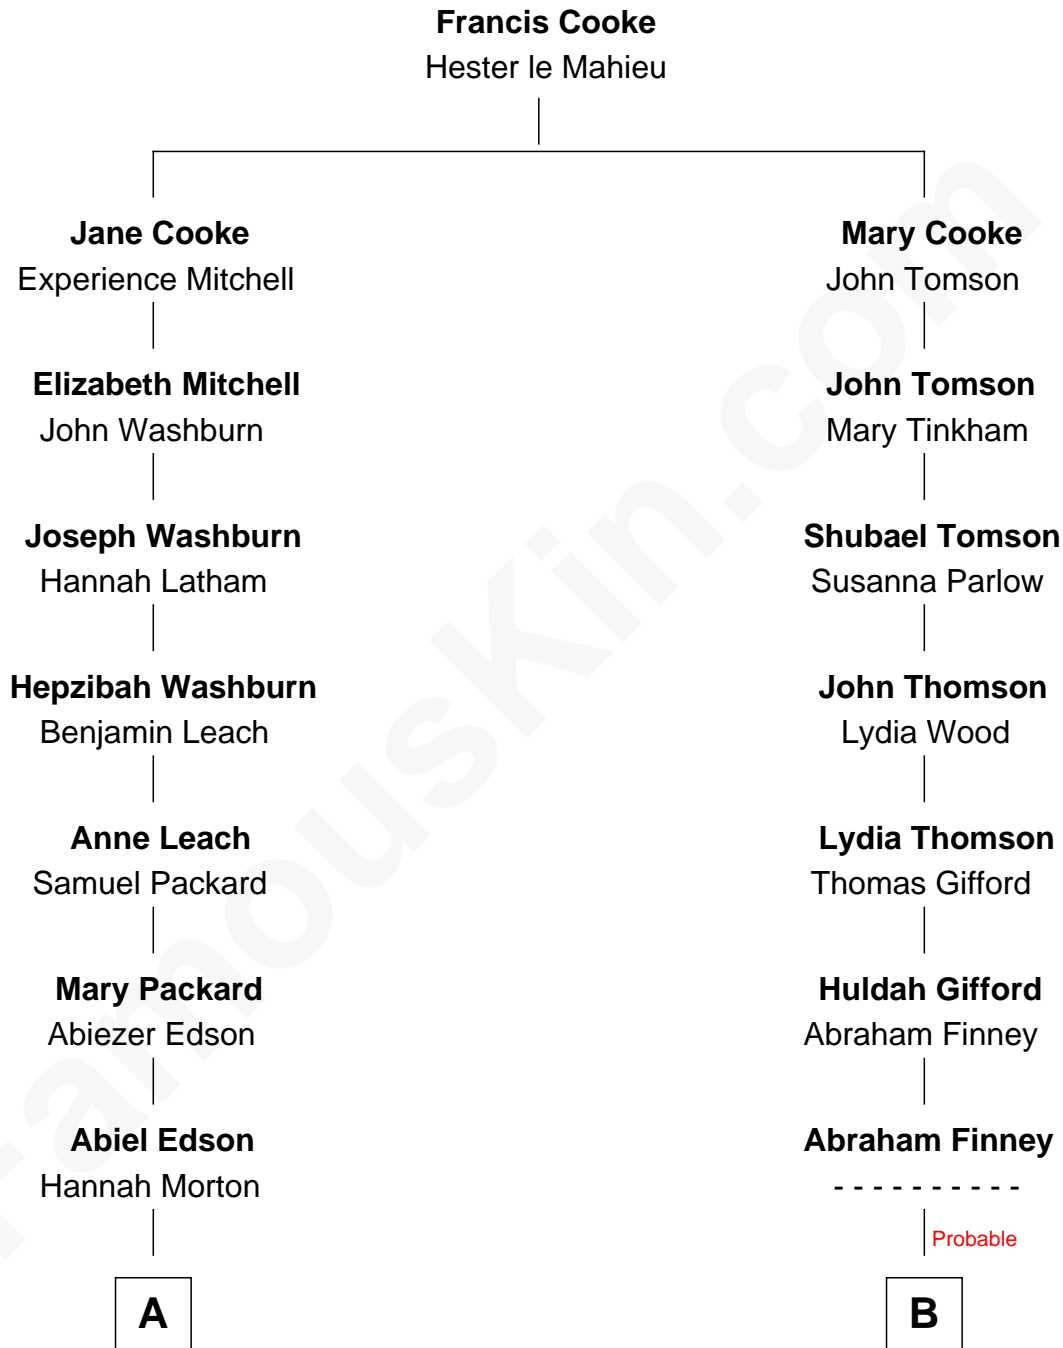 Francis Cooke
Hester le Mahieu
Jane Cooke
Experience Mitchell
Elizabeth Mitchell
John Washburn
Joseph Washburn
Hannah Latham
Hepzibah Washburn
Benjamin Leach
Anne Leach
Samuel Packard
Mary Packard
Abiezer Edson
Abiel Edson
Hannah Morton
A
Mary Cooke
John Tomson
John Tomson
Mary Tinkham
Shubael Tomson
Susanna Parlow
John Thomson
Lydia Wood
Lydia Thomson
Thomas Gifford
Huldah Gifford
Abraham Finney
Abraham Finney
- - - - - - - - - -
Probable
B
FamousKin.com